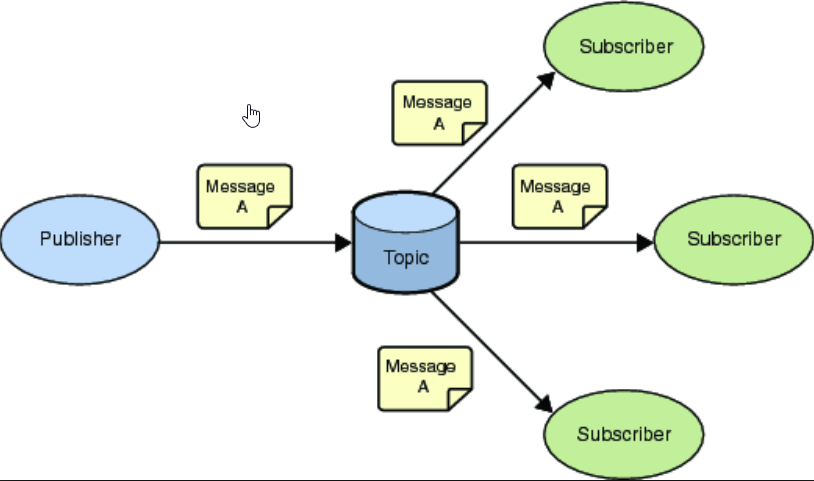 Subscriber
Message
A
Message
A
Message
A
Publisher
Topic
Subscriber
Message
A
Subscriber